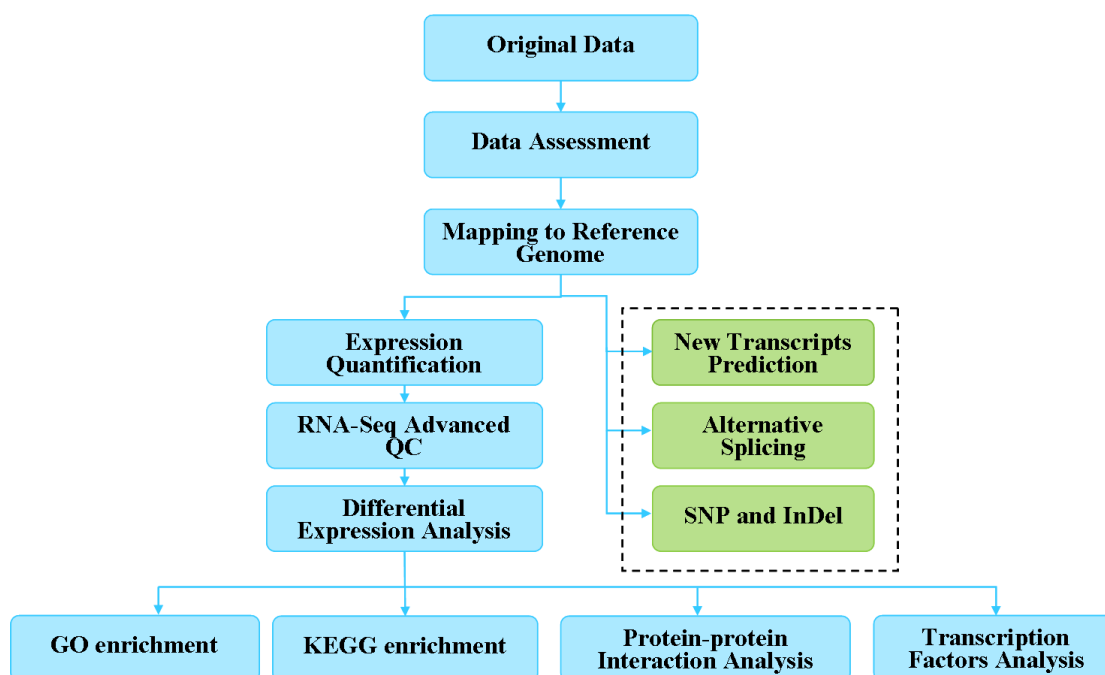 Original Data
Data Assessment
Mapping to Reference
Genome
Expression
Quantification
New Transcripts
Prediction
RNA-Seq Advanced
QC
Alternative
Splicing
Differential
Expression Analysis
SNP and InDel
GO enrichment
KEGG enrichment
Protein-protein
Interaction Analysis
Transcription
Factors Analysis